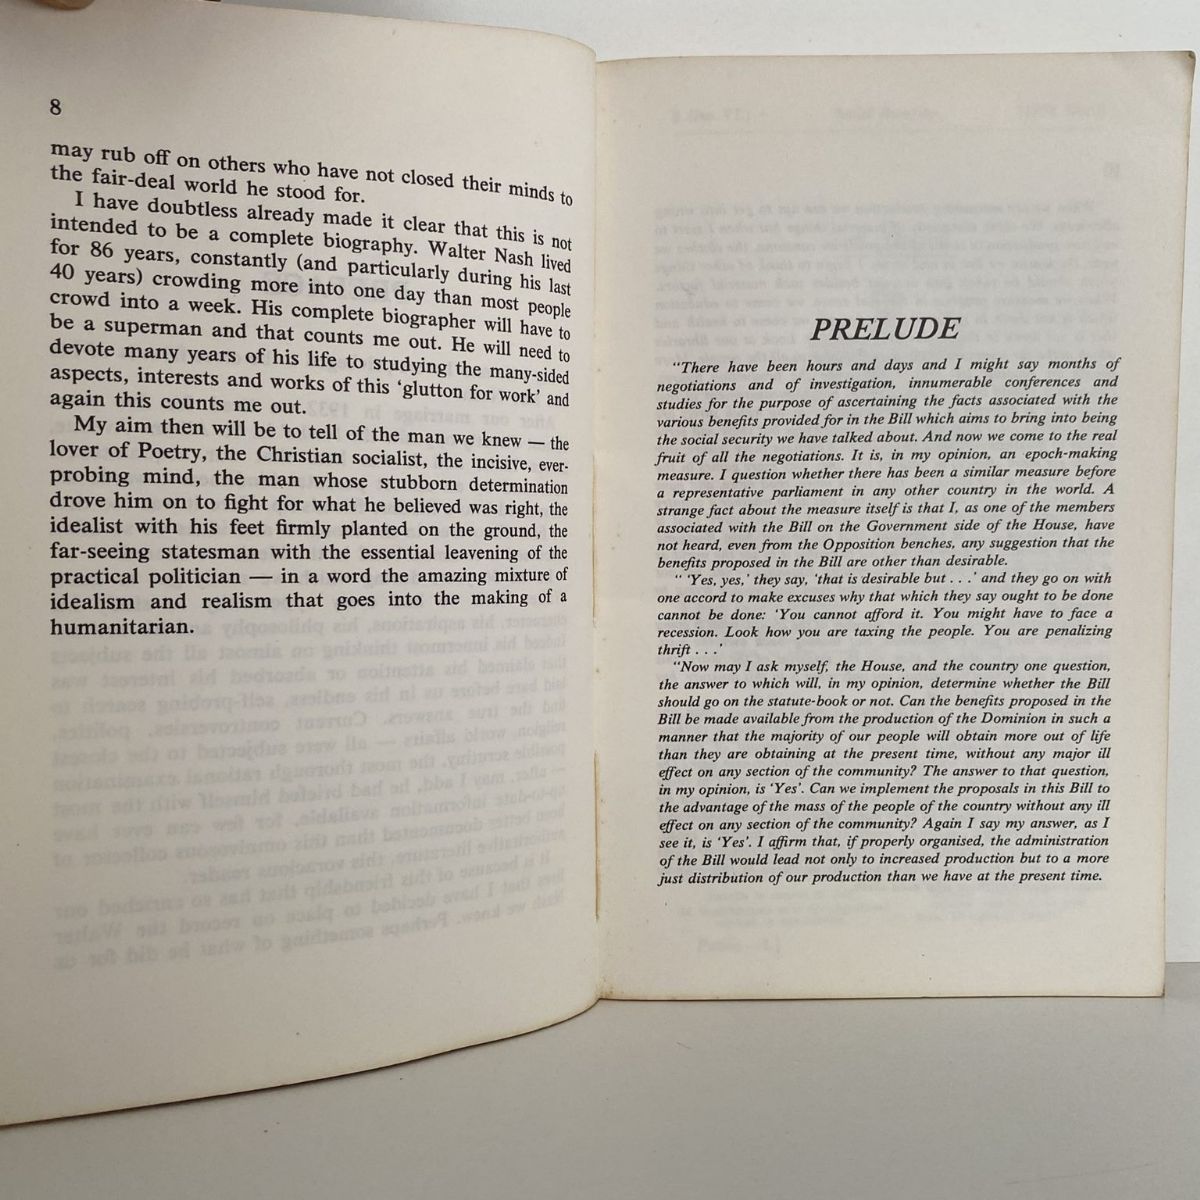 8
may rub off on others who have not closed their minds to
the fair-deal world he stood for.
I have doubtless already made it clear that this is not
intended to be a complete biography. Walter Nash lived
for 86 years, constantly (and particularly during his last
40 years) crowding more into one day than most people
crowd into a week. His complete biographer will have to
be a superman and that counts me out. He will need to
devote many years of his life to studying the many-sided
aspects, interests and works of this ‘glutton for work’ and
again this counts me out.
My aim then will be to tell of the man we knew — the
lover of Poetry, the Christian socialist, the incisive, ever-
probing mind, the man whose stubborn determination
drove him on to fight for what he believed was right, the
idealist with his feet firmly planted on the ground, the
far-seeing statesman with the essential leavening of the
practical politician — in a word the amazing mixture of
idealism and realism that goes into the making of a
humanitarian.
PRELUDE
“There have been hours and days and I might say months of
negotiations and of investigation, innumerable conferences and
studies for the purpose of ascertaining the facts associated with the
various benefits provided for in the Bill which aims to bring into being
the social security we have talked about. And now we come to the real
fruit of all the negotiations. It is, in my opinion, an epoch-making
measure. I question whether there has been a similar measure before
a representative parliament in any other country in the world. A
strange fact about the measure itself is that I, as one of the members
associated with the Bill on the Government side of the House, have
not heard, even from the Opposition benches, any suggestion that the
benefits proposed in the Bill are other than desirable.
“ ‘Yes, yes,’ they say, ‘that is desirable but . . .’ and they go on with
one accord to make excuses why that which they say ought to be done
cannot be done: ‘You cannot afford it. You might have to face a
recession. Look how you are taxing the people. You are penalizing
thrift . . .’
“Now may I ask myself, the House, and the country one question,
the answer to which will, in my opinion, determine whether the Bill
should go on the statute-book or not. Can the benefits proposed in the
Bill be made available from the production of the Dominion in such a
manner that the majority of our people will obtain more out of life
than they are obtaining at the present time, without any major ill
effect on any section of the community? The answer to that question,
in my opinion, is ‘Yes’. Can we implement the proposals in this Bill to
the advantage of the mass of the people of the country without any ill
effect on any section of the community? Again I say my answer, as I
see it, is ‘Yes’. I affirm that, if properly organised, the administration
of the Bill would lead not only to increased production but to a more
just distribution of our production than we have at the present time.